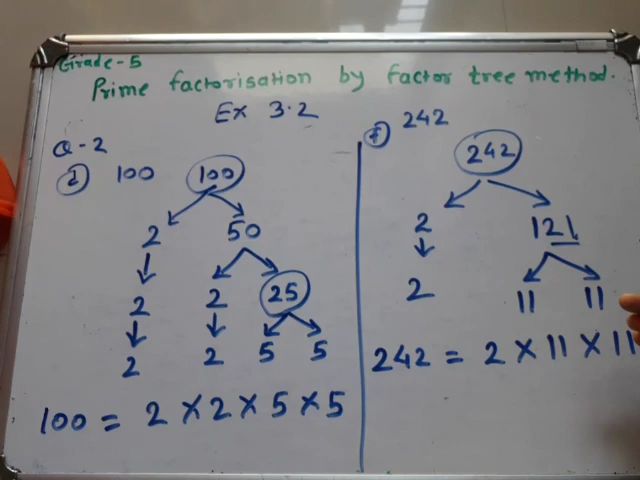 Grade-5
Prime factorisation by factor tree method.
Ex 3.2
Q-2
d 100 100
2 50
2 2 25
2 2 5 5
100 = 2 X 2 X 5 X 5
f 242
242
2 121
2 11 11
242 = 2 X 11 X 11